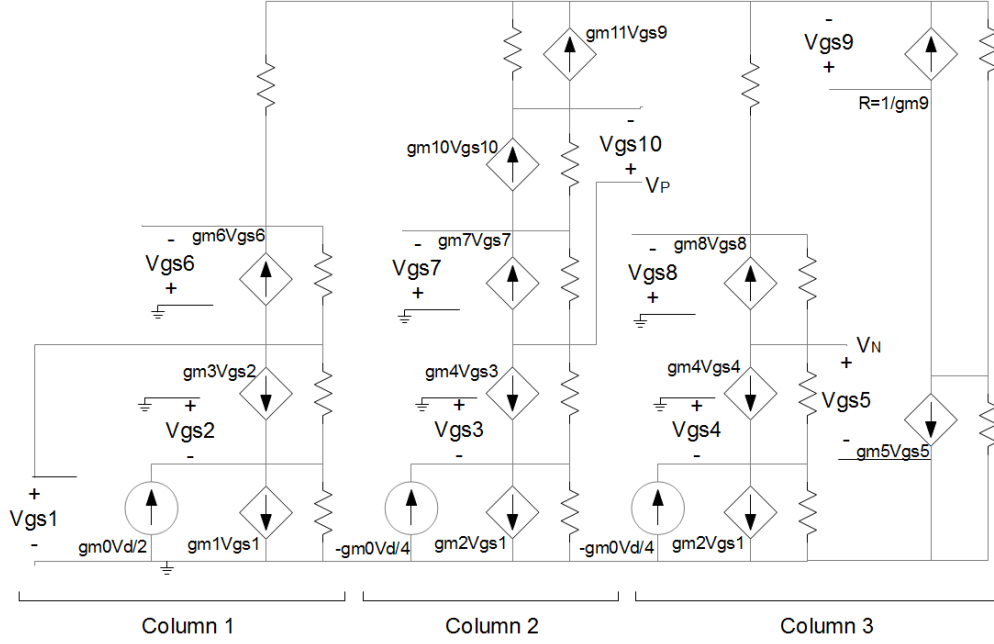 gm11Vgs9
-
Vgs9
+
R=1/gm9
gm10Vgs10
-
Vgs10
+
VP
gm6Vgs6
-
Vgs6
+
gm7Vgs7
-
Vgs7
+
gm8Vgs8
-
Vgs8
+
VN
+
gm3Vgs2
+
Vgs2
-
gm4Vgs3
+
Vgs3
-
gm4Vgs4
+
Vgs4
-
Vgs5
-
gm5Vgs5
+
Vgs1
-
gm0Vd/2
gm1Vgs1
-gm0Vd/4
gm2Vgs1
-gm0Vd/4
gm2Vgs1
Column 1
Column 2
Column 3